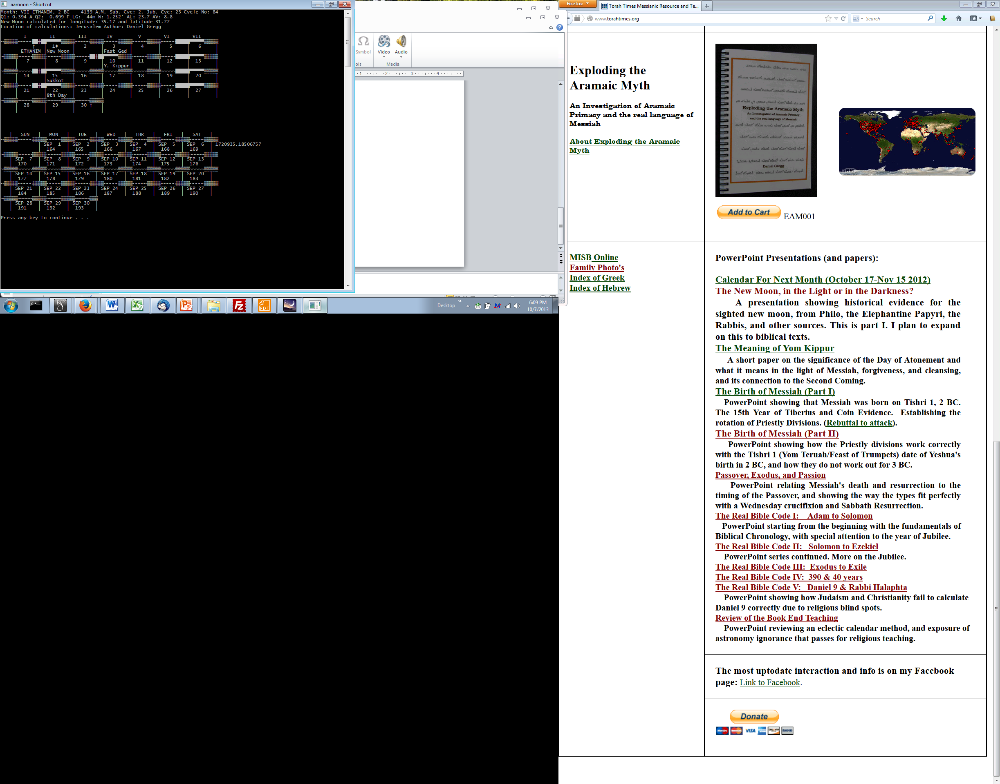 aamoon - Shortcut
Month: VII ETHANIM, 2 BC    4139 A.M. Sab. Cyc: 2. Jub. Cyc: 23 Cycle No: 84
Q1: 0.394 A Q2: -0.699 F LG:  44m W: 1.252' AL: 23.7 AV: 8.8
New Moon calculated for longitude: 35.17 and latitude 31.77
Location of calculations: Jerusalem Author: Daniel Gregg
I II III IV V VI VII
↑ 1♦ 2 3 4 5 6
ETHANIM New Moon Fast Ged
7 8 9 10 11 12 13
Y. Kippur
14 15 16 17 18 19 20
Sukkot
21 22 23 24 25 26 27
8th Day
28 29 30 ↑
SUN MON TUE WED THR FRI SAT
SEP 1 SEP 2 SEP 3 SEP 4 SEP 5 SEP 6 1720935.18506757
164 165 166 167 168 169
SEP 7 SEP 8 SEP 9 SEP 10 SEP 11 SEP 12 SEP 13
170 171 172 173 174 175 176
SEP 14 SEP 15 SEP 16 SEP 17 SEP 18 SEP 19 SEP 20
177 178 179 180 181 182 183
SEP 21 SEP 22 SEP 23 SEP 24 SEP 25 SEP 26 SEP 27
184 185 186 187 188 189 190
SEP 28 SEP 29 SEP 30
191 192 193
Press any key to continue . . .
Symbol Video Audio
ols Media
1 2 3 4
Desktop
6:09 PM
10/7/2013
Firefox
Torah Times Messianic Resource and Te...
www.torahtimes.org
Search
Exploding the
Aramaic Myth
An Investigation of Aramaic
Primacy and the real language of
Messiah
About Exploding the Aramaic
Myth
Exploding the Aramaic Myth
An Investigation of Aramaic Primacy
and the real language of Messiah
Daniel Gregg
Add to Cart EAM001
MISB Online
Family Photo's
Index of Greek
Index of Hebrew
PowerPoint Presentations (and papers):
Calendar For Next Month (October 17-Nov 15 2012)
The New Moon, in the Light or in the Darkness?
A presentation showing historical evidence for the
sighted new moon, from Philo, the Elephantine Papyri, the
Rabbis, and other sources. This is part I. I plan to expand
on this to biblical texts.
The Meaning of Yom Kippur
A short paper on the significance of the Day of Atonement and
what it means in the light of Messiah, forgiveness, and cleansing,
and its connection to the Second Coming.
The Birth of Messiah (Part I)
PowerPoint showing that Messiah was born on Tishri 1, 2 BC.
The 15th Year of Tiberius and Coin Evidence.  Establishing the
rotation of Priestly Divisions. (Rebuttal to attack).
The Birth of Messiah (Part II)
PowerPoint showing how the Priestly divisions work correctly
with the Tishri 1 (Yom Teruah/Feast of Trumpets) date of Yeshua's
birth in 2 BC, and how they do not work out for 3 BC.
Passover, Exodus, and Passion
PowerPoint relating Messiah's death and resurrection to the
timing of the Passover, and showing the way the types fit perfectly
with a Wednesday crucifixion and Sabbath Resurrection.
The Real Bible Code I:    Adam to Solomon
PowerPoint starting from the beginning with the fundamentals of
Biblical Chronology, with special attention to the year of Jubilee.
The Real Bible Code II:   Solomon to Ezekiel
PowerPoint series continued. More on the Jubilee.
The Real Bible Code III:  Exodus to Exile
The Real Bible Code IV:  390 & 40 years
The Real Bible Code V:   Daniel 9 & Rabbi Halaphta
PowerPoint showing how Judaism and Christianity fail to calculate
Daniel 9 correctly due to religious blind spots.
Review of the Book End Teaching
PowerPoint reviewing an eclectic calendar method, and exposure of
astronomy ignorance that passes for religious teaching.
The most uptodate interaction and info is on my Facebook
page: Link to Facebook.
Donate
VISA BANK